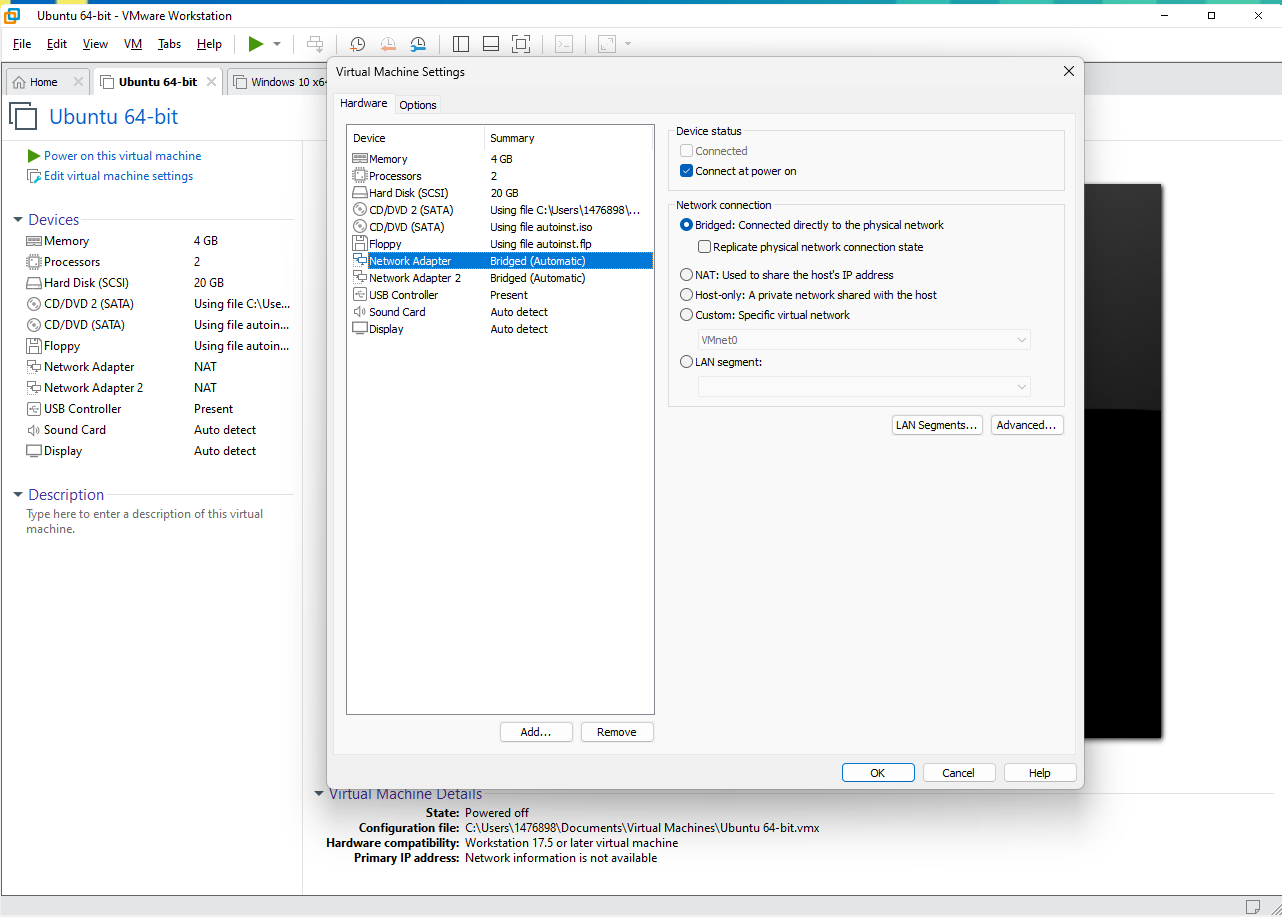 Ubuntu 64-bit - VMware Workstation
File Edit View VM Tabs Help
Home Ubuntu 64-bit Windows 10 x64
Ubuntu 64-bit
Power on this virtual machine
Edit virtual machine settings
Devices
Memory 4 GB
Processors 2
Hard Disk (SCSI) 20 GB
CD/DVD 2 (SATA) Using file C:\Use...
CD/DVD (SATA) Using file autoin...
Floppy Using file autoin...
Network Adapter NAT
Network Adapter 2 NAT
USB Controller Present
Sound Card Auto detect
Display Auto detect
Description
Type here to enter a description of this virtual
machine.
Virtual Machine Settings
Hardware Options
Device Summary
Memory 4 GB
Processors 2
Hard Disk (SCSI) 20 GB
CD/DVD 2 (SATA) Using file C:\Users\1476898\...
CD/DVD (SATA) Using file autoinst.iso
Floppy Using file autoinst.flp
Network Adapter Bridged (Automatic)
Network Adapter 2 Bridged (Automatic)
USB Controller Present
Sound Card Auto detect
Display Auto detect
Add... Remove
Device status
Connected
Connect at power on
Network connection
Bridged: Connected directly to the physical network
Replicate physical network connection state
NAT: Used to share the host's IP address
Host-only: A private network shared with the host
Custom: Specific virtual network
VMnet0
LAN segment:
LAN Segments... Advanced...
OK Cancel Help
Virtual Machine Details
State: Powered off
Configuration file: C:\Users\1476898\Documents\Virtual Machines\Ubuntu 64-bit.vmx
Hardware compatibility: Workstation 17.5 or later virtual machine
Primary IP address: Network information is not available